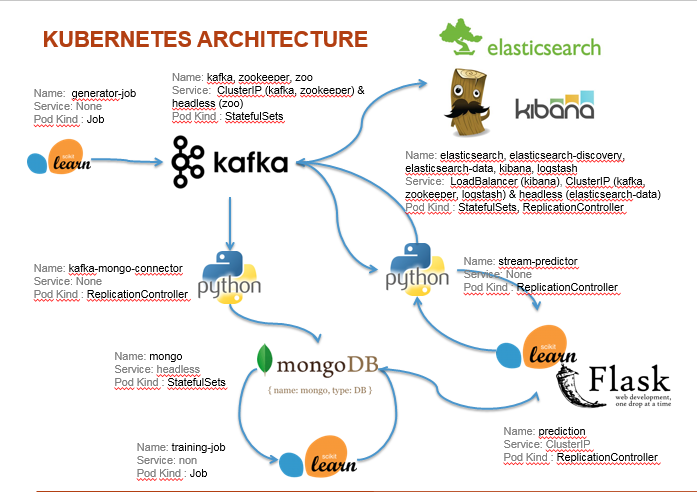 KUBERNETES ARCHITECTURE
elasticsearch
kibana
Name: generator-job
Service: None
Pod Kind : Job
Name: kafka, zookeeper, zoo
Service: ClusterIP (kafka, zookeeper) &
headless (zoo)
Pod Kind : StatefulSets
scikit
learn
kafka
Name: elasticsearch, elasticsearch-discovery,
elasticsearch-data, kibana, logstash
Service: LoadBalancer (kibana), ClusterIP (kafka,
zookeeper, logstash) & headless (elasticsearch-data)
Pod Kind : StatefulSets, ReplicationController
Name: kafka-mongo-connector
Service: None
Pod Kind : ReplicationController
python
python
Name: stream-predictor
Service: None
Pod Kind : ReplicationController
Name: mongo
Service: headless
Pod Kind : StatefulSets
mongoDB
{ name: mongo, type: DB }
scikit
learn
Flask
web development,
one drop at a time
Name: training-job
Service: non
Pod Kind : Job
scikit
learn
Name: prediction
Service: ClusterIP
Pod Kind : ReplicationController